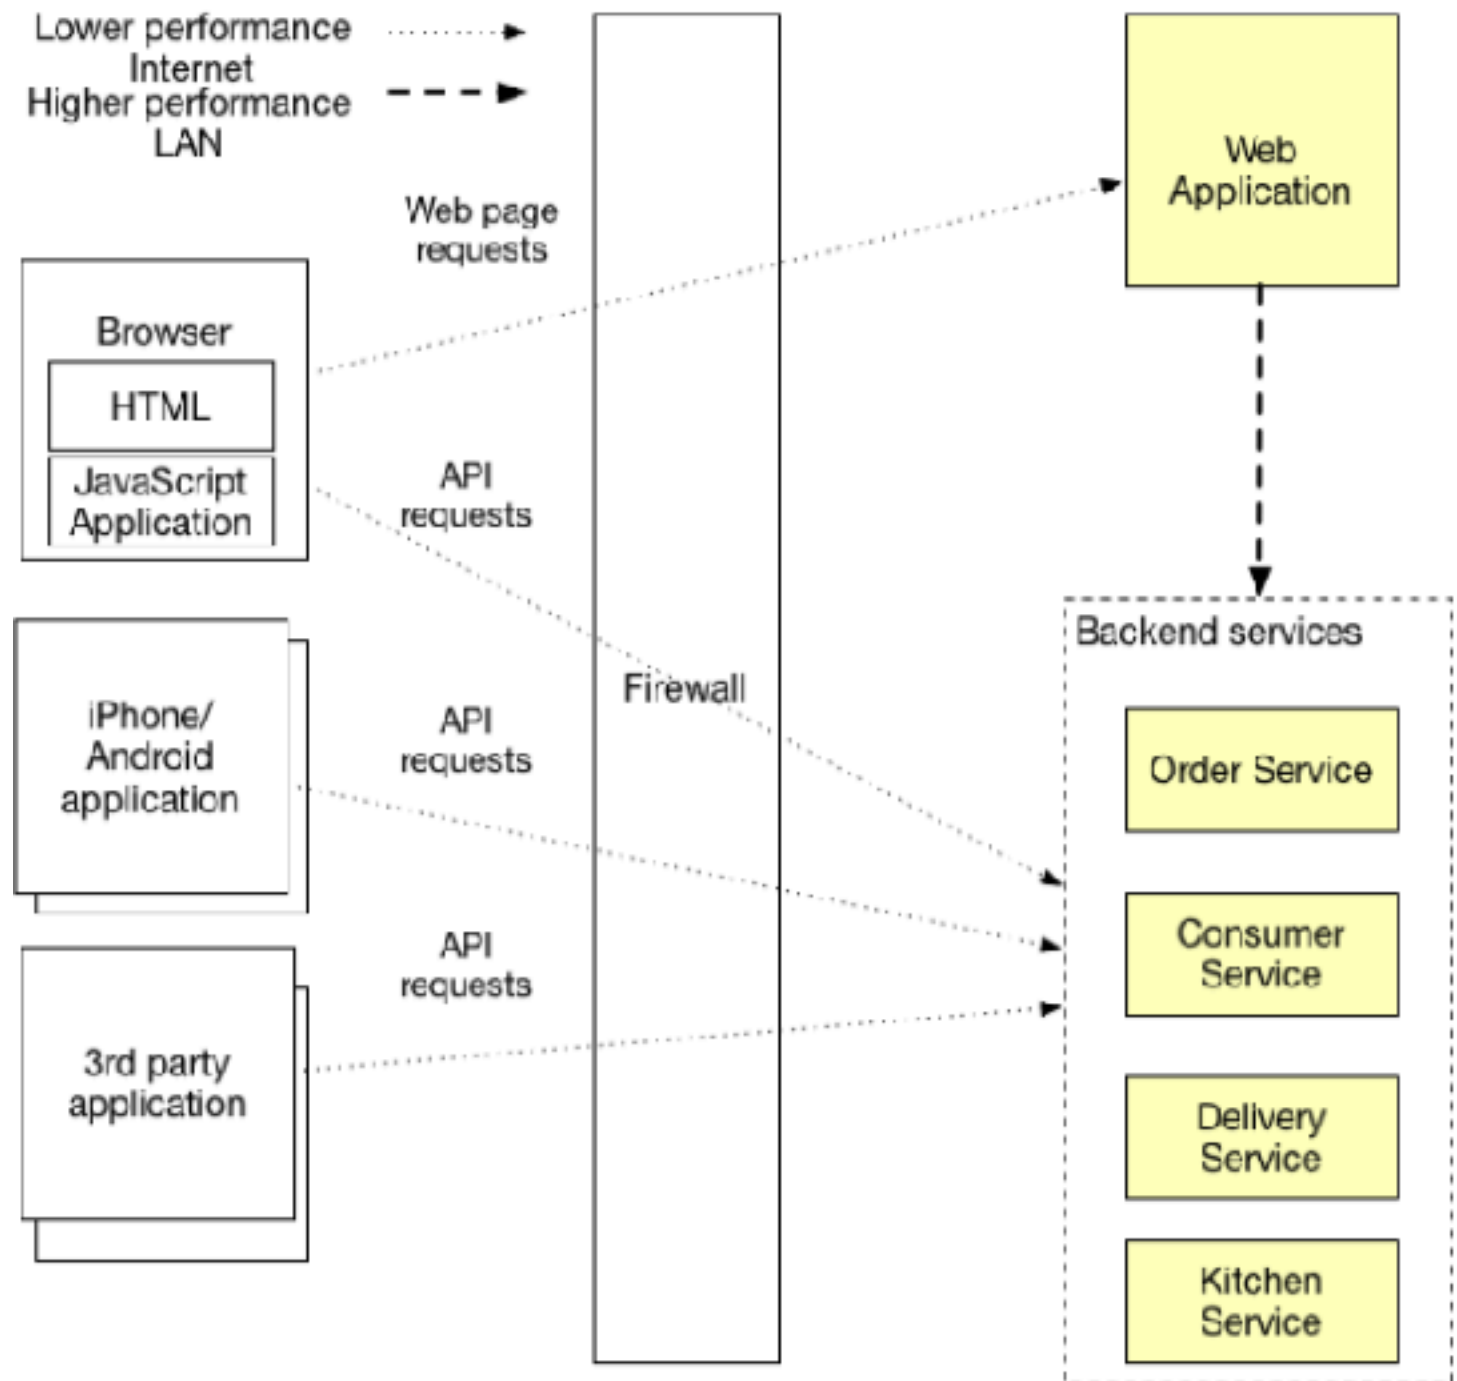 Lower performance
Internet
Higher performance
LAN
Web page
requests
Web
Application
Browser
HTML
JavaScript
Application
API
requests
Firewall
Backend services
iPhone/
Android
application
API
requests
Order Service
Consumer
Service
API
requests
3rd party
application
Delivery
Service
Kitchen
Service